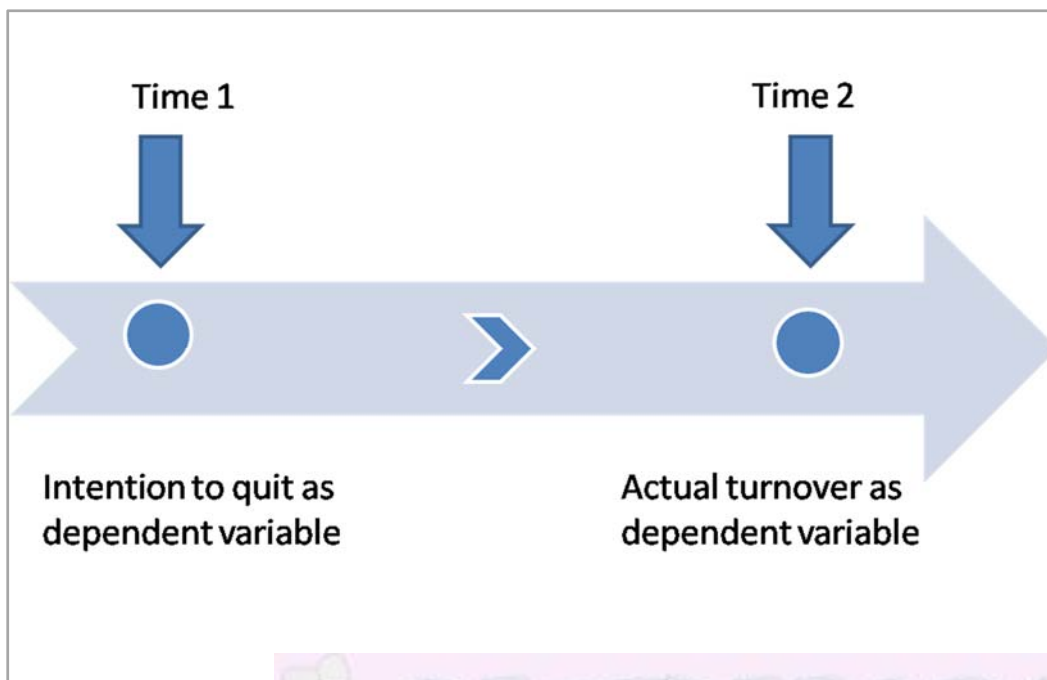 Time 1
Time 2
Intention to quit as
dependent variable
Actual turnover as
dependent variable